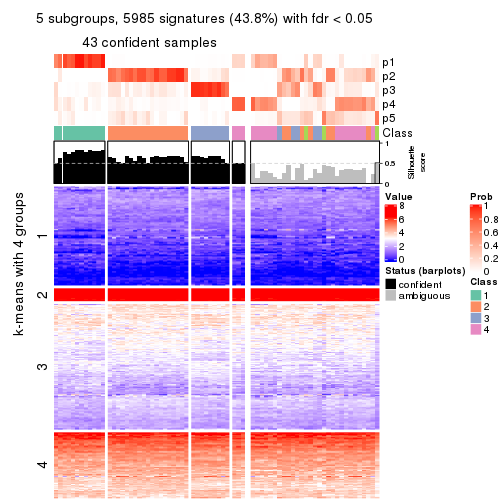 5 subgroups, 5985 signatures (43.8%) with fdr < 0.05
43 confident samples
p1
p2
p3
p4
p5
Class
1
0.5
0
Silhouette
score
k-means with 4 groups
1
2
3
4
Value
8
6
4
2
0
Status (barplots)
confident
ambiguous
Prob
1
0.8
0.6
0.4
0.2
0
Class
1
2
3
4